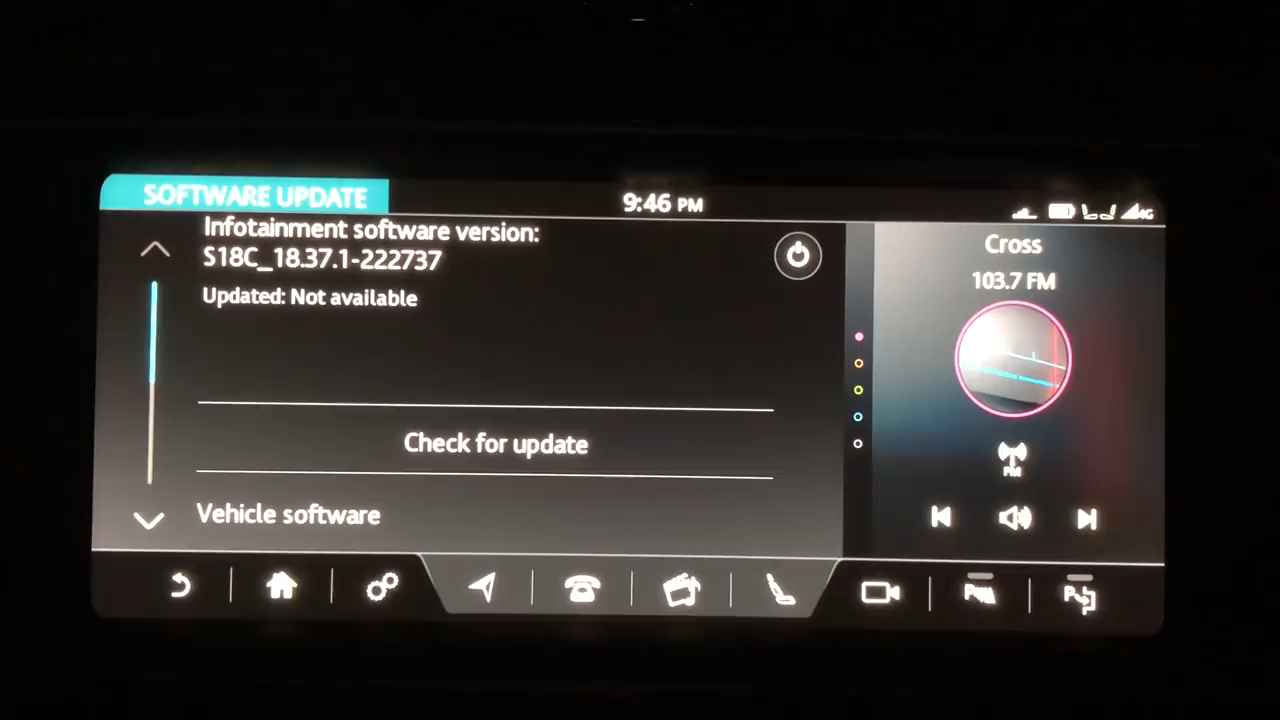 SOFTWARE UPDATE
9:46 PM
4G
Infotainment software version:
S18C_18.37.1-222737
Updated: Not available
Check for update
Vehicle software
Cross
103.7 FM
FM
P
P